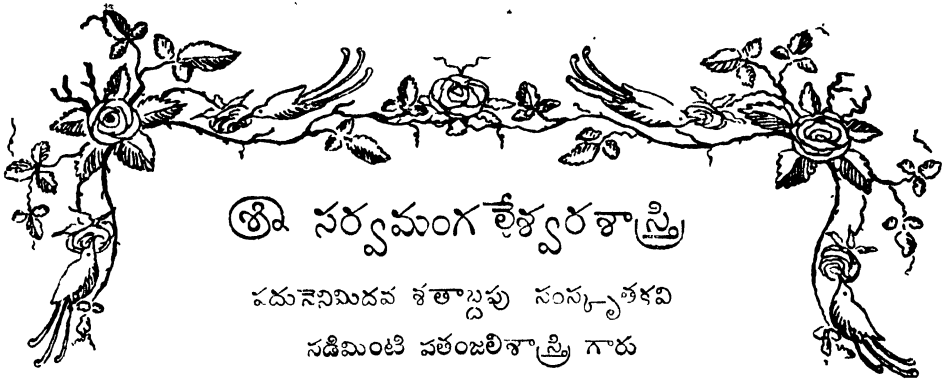 శ్రీ సర్వమంగళేశ్వరశాస్త్రి
పదునెనిమిదవ శతాబ్దపు సంస్కృతకవి
సడిమింటి పతంజలిశాస్త్రి గారు